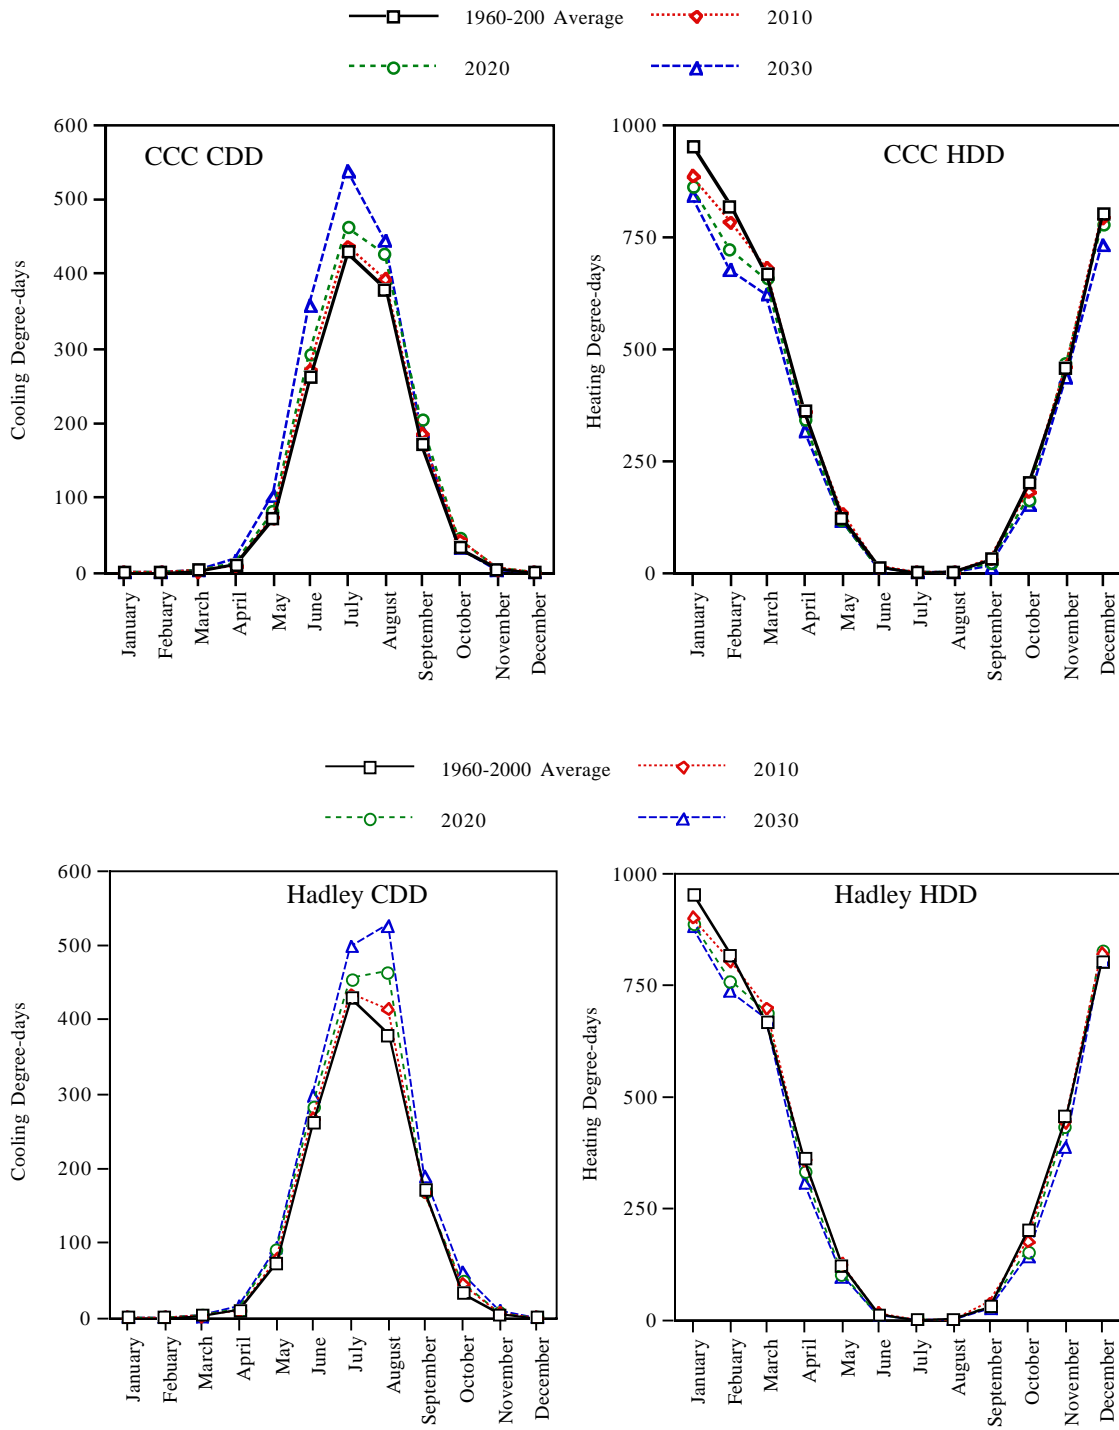 1960-200 Average
2010
2020
2030
CCC CDD
CCC HDD
600
500
400
300
200
100
0
Cooling Degree-days
1000
750
500
250
0
Heating Degree-days
January
Febuary
March
April
May
June
July
August
September
October
November
December
January
Febuary
March
April
May
June
July
August
September
October
November
December
1960-2000 Average
2010
2020
2030
Hadley CDD
Hadley HDD
600
500
400
300
200
100
0
Cooling Degree-days
1000
750
500
250
0
Heating Degree-days
January
Febuary
March
April
May
June
July
August
September
October
November
December
January
Febuary
March
April
May
June
July
August
September
October
November
December